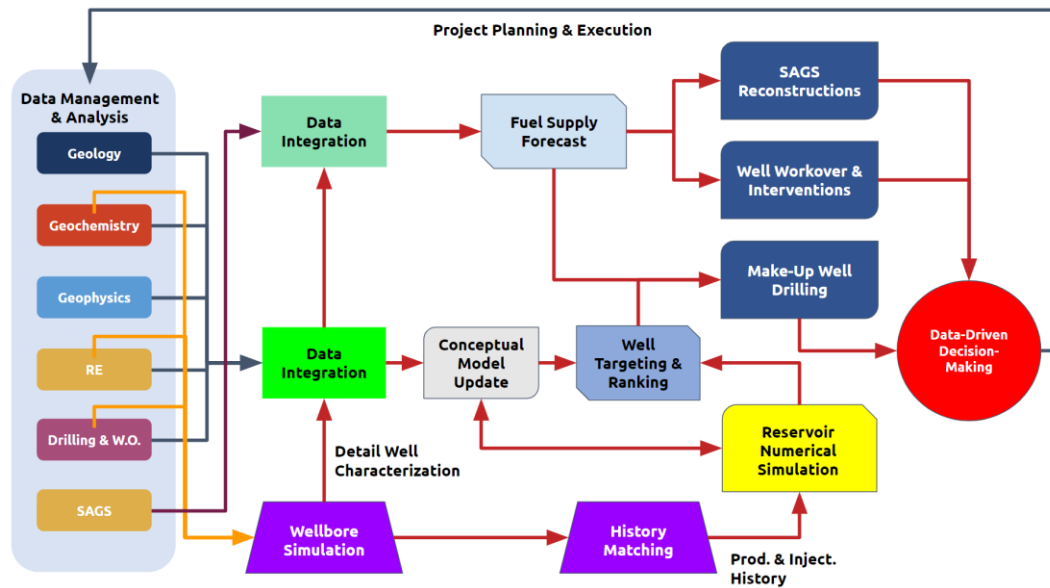 Project Planning & Execution
Data Management
& Analysis
Geology
Geochemistry
Geophysics
RE
Drilling & W.O.
SAGS
Data
Integration
Fuel Supply
Forecast
SAGS
Reconstructions
Well Workover &
Interventions
Make-Up Well
Drilling
Data
Integration
Conceptual
Model
Update
Well
Targeting &
Ranking
Data-Driven
Decision-
Making
Detail Well
Characterization
Reservoir
Numerical
Simulation
Wellbore
Simulation
History
Matching
Prod. & Inject.
History